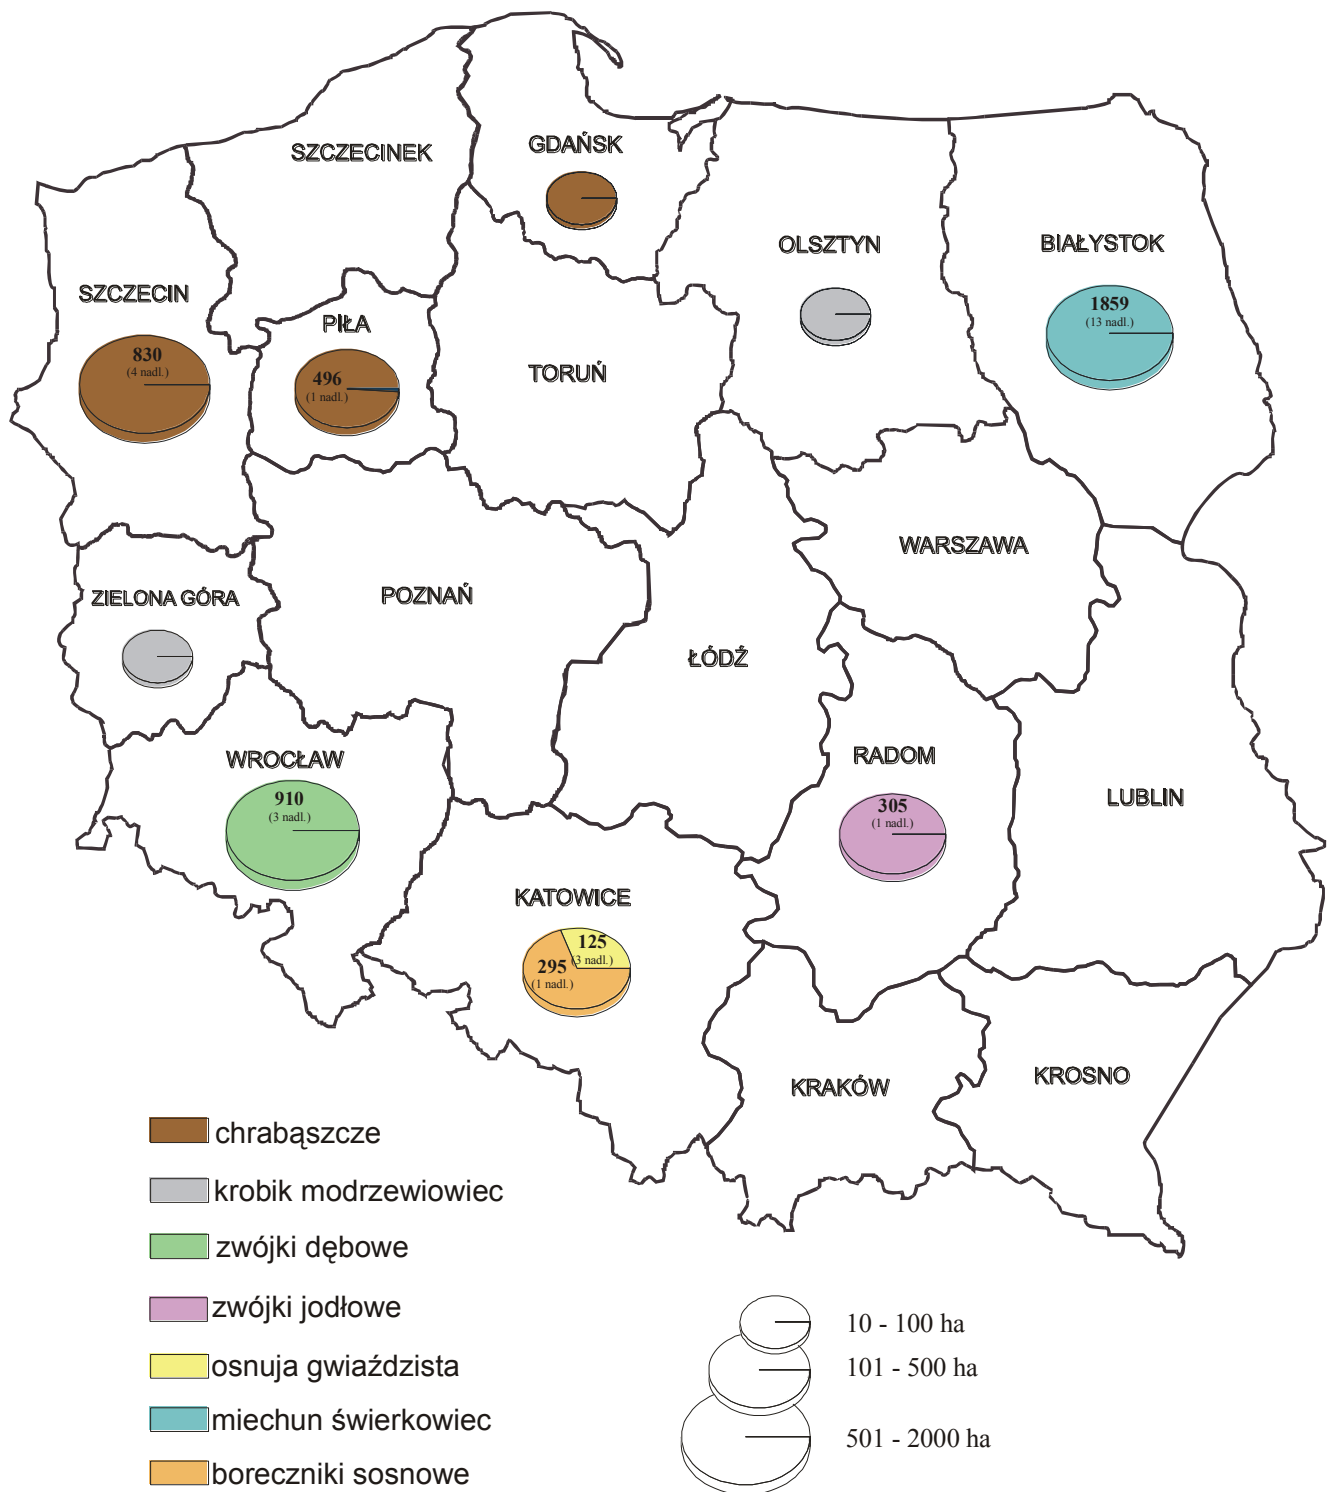 SZCZECINEK
GDAŃSK
OLSZTYN
BIAŁYSTOK
SZCZECIN
1859
(13 nadl.)
PIŁA
830
(4 nadl.)
496
(1 nadl.)
TORUŃ
WARSZAWA
ZIELONA GÓRA
POZNAŃ
ŁÓDŹ
WROCŁAW
RADOM
910
(3 nadl.)
305
(1 nadl.)
LUBLIN
KATOWICE
125
(3 nadl.)
295
(1 nadl.)
KRAKÓW
KROSNO
chrabąszcze
krobik modrzewiowiec
zwójki dębowe
zwójki jodłowe
osnuja gwiaździsta
miechun świerkowiec
boreczniki sosnowe
10 - 100 ha
101 - 500 ha
501 - 2000 ha